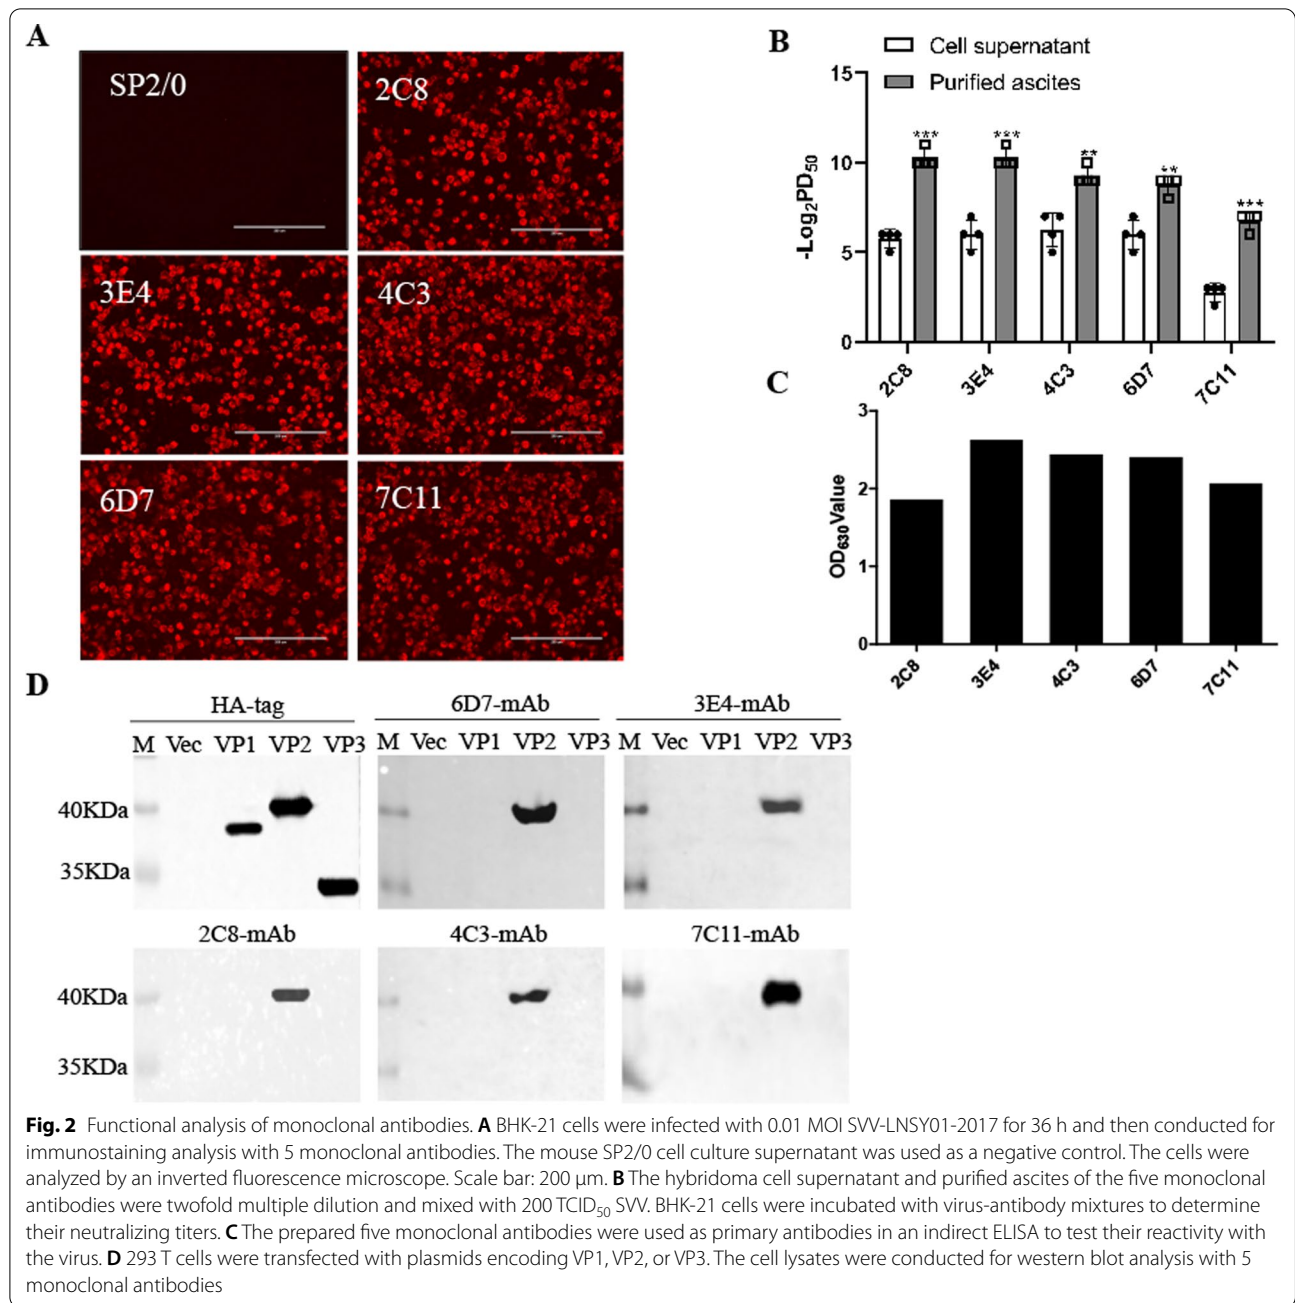 A
SP2/0
2C8
3E4
4C3
6D7
7C11
B
Cell supernatant
Purified ascites
-Log2PD50
15
10
5
0
***
***
**
**
***
2C8
3E4
4C3
6D7
7C11
C
OD630Value
3
2
1
0
2C8
3E4
4C3
6D7
7C11
D
HA-tag
6D7-mAb
3E4-mAb
M Vec VP1 VP2 VP3
M Vec VP1 VP2 VP3
M Vec VP1 VP2 VP3
40KDa
35KDa
2C8-mAb
4C3-mAb
7C11-mAb
40KDa
35KDa
Fig. 2 Functional analysis of monoclonal antibodies. A BHK-21 cells were infected with 0.01 MOI SVV-LNSY01-2017 for 36 h and then conducted for
immunostaining analysis with 5 monoclonal antibodies. The mouse SP2/0 cell culture supernatant was used as a negative control. The cells were
analyzed by an inverted fluorescence microscope. Scale bar: 200 µm. B The hybridoma cell supernatant and purified ascites of the five monoclonal
antibodies were twofold multiple dilution and mixed with 200 TCID50 SVV. BHK-21 cells were incubated with virus-antibody mixtures to determine
their neutralizing titers. C The prepared five monoclonal antibodies were used as primary antibodies in an indirect ELISA to test their reactivity with
the virus. D 293 T cells were transfected with plasmids encoding VP1, VP2, or VP3. The cell lysates were conducted for western blot analysis with 5
monoclonal antibodies